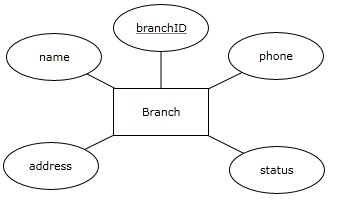 branchID
name
phone
Branch
address
status